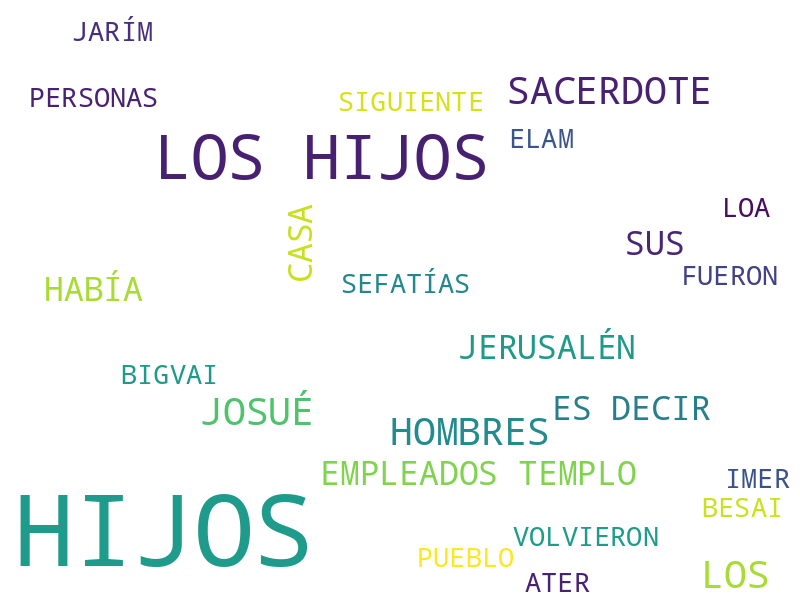 JARÍM
PERSONAS
SIGUIENTE
SACERDOTE
LOS HIJOS
ELAM
CASA
LOA
SUS
FUERON
HABÍA
SEFATÍAS
JERUSALÉN
BIGVAI
JOSUÉ
ES DECIR
HOMBRES
EMPLEADOS TEMPLO
IMER
BESAI
HIJOS
VOLVIERON
PUEBLO
LOS
ATER